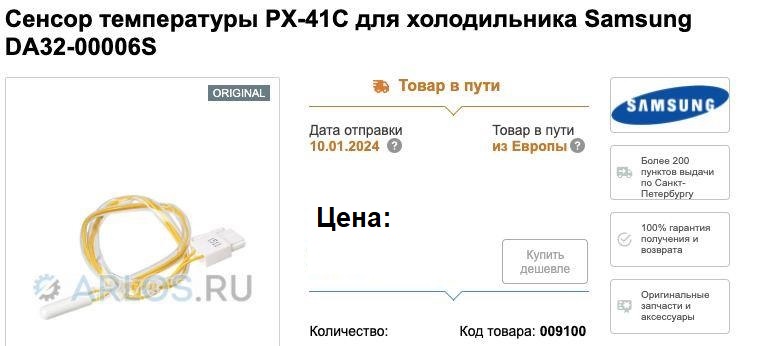 Сенсор температуры PX-41C для холодильника Samsung
DA32-00006S
ORIGINAL
ARLOS.RU
Товар в пути
Дата отправки
10.01.2024 ?
Товар в пути
из Европы ?
Цена:
Купить
дешевле
Количество:
Код товара: 009100
SAMSUNG
Более 200
пунктов выдачи
по Санкт-
Петербургу
100% гарантия
получения и
возврата
Оригинальные
запчасти и
аксессуары